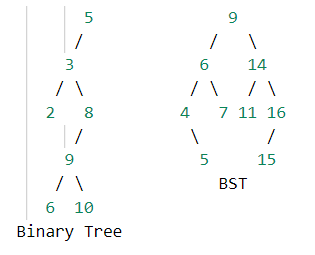 5 9
/ / \
3 6 14
/ \ / \ / \
2 8 4 7 11 16
/ \ /
9 5 15
/ \ BST
6 10
Binary Tree